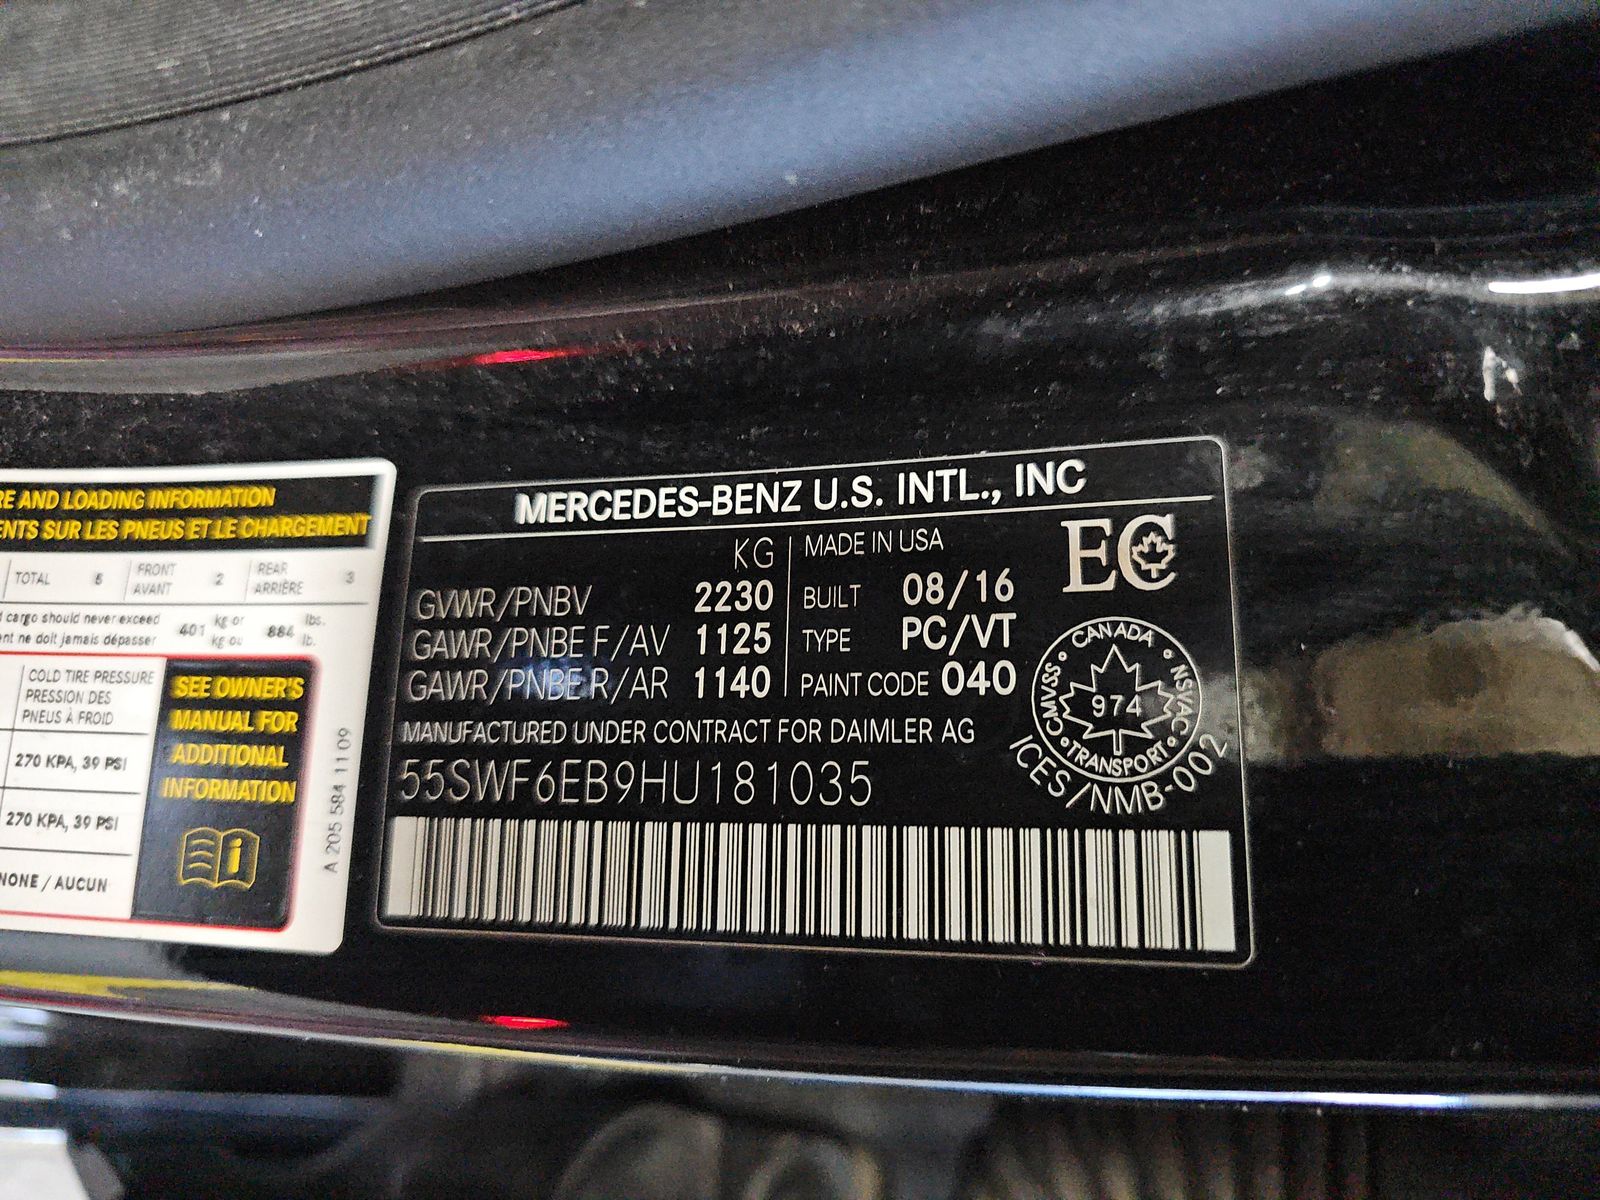 RE AND LOADING INFORMATION
ENTS SUR LES PNEUS ET LE CHARGEMENT
TOTAL 5 FRONT AVANT 2 REAR ARRIÈRE 3
cargo should never exceed 401 kg or 884 lbs.
ent ne doit jamais dépasser kg ou lb.
COLD TIRE PRESSURE
PRESSION DES
PNEUS À FROID
270 KPA, 39 PSI
270 KPA, 39 PSI
NONE / AUCUN
SEE OWNER'S
MANUAL FOR
ADDITIONAL
INFORMATION
A 205 584 11 09
MERCEDES-BENZ U.S. INTL., INC
KG
GVWR/PNBV 2230
GAWR/PNBE F/AV 1125
GAWR/PNBE R/AR 1140
MADE IN USA
BUILT 08/16
TYPE PC/VT
PAINT CODE 040
EC
MANUFACTURED UNDER CONTRACT FOR DAIMLER AG
55SWF6EB9HU181035
CANADA
NSVAC
TRANSPORT
CMVSS
974
ICES/NMB-002